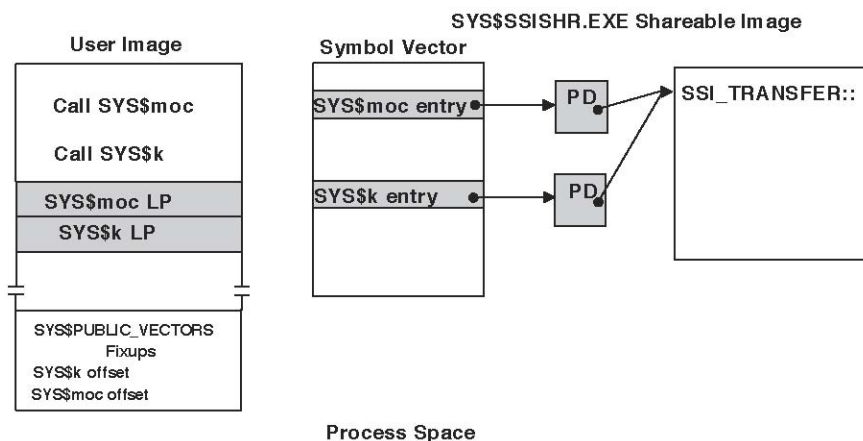 SYS$SSISHR.EXE Shareable Image
User Image
Symbol Vector
Call SYS$moc
Call SYS$k
SYS$moc LP
SYS$k LP
SYS$PUBLIC_VECTORS
Fixups
SYS$k offset
SYS$moc offset
SYS$moc entry
PD
SYS$k entry
PD
SSI_TRANSFER::
Process Space